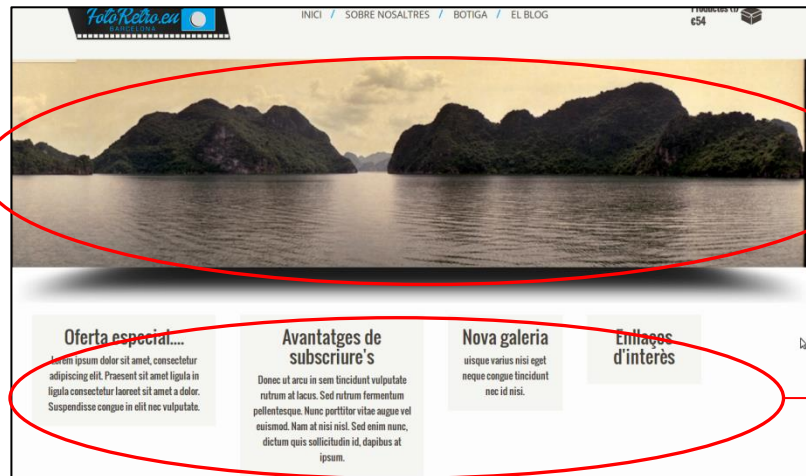 FotoRetro.eu
BARCELONA
INICI / SOBRE NOSALTRES / BOTIGA / EL BLOG
Productes (1)
€54
Oferta especial....
Lorem ipsum dolor sit amet, consectetur
adipiscing elit. Praesent sit amet ligula in
ligula consectetur laoreet sit amet a dolor.
Suspendisse congue in elit nec vulputate.
Avantatges de
subscriure's
Donec ut arcu in sem tincidunt vulputate
rutrum at lacus. Sed rutrum fermentum
pellentesque. Nunc porttitor vitae augue vel
euismod. Nam at nisi nisl. Sed enim nunc,
dictum quis sollicitudin id, dapibus at
ipsum.
Nova galeria
uisque varius nisi eget
neque congue tincidunt
nec id nisi.
Enllaços
d'interès